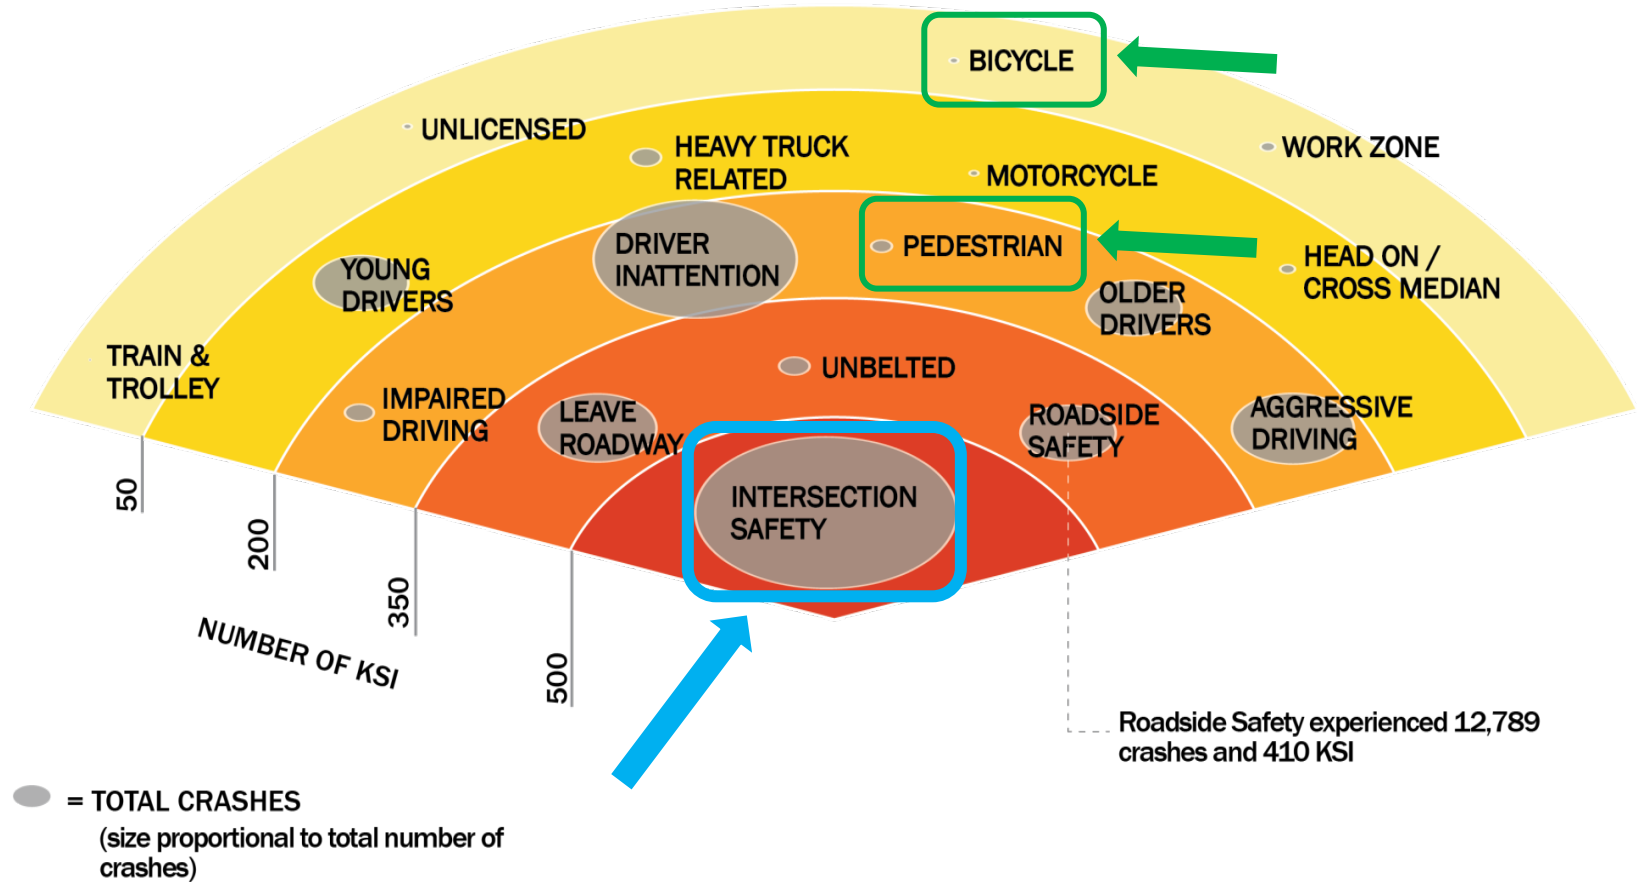 BICYCLE
UNLICENSED
HEAVY TRUCK
RELATED
WORK ZONE
MOTORCYCLE
DRIVER
INATTENTION
PEDESTRIAN
YOUNG
DRIVERS
HEAD ON /
CROSS MEDIAN
OLDER
DRIVERS
TRAIN &
TROLLEY
UNBELTED
IMPAIRED
DRIVING
LEAVE
ROADWAY
ROADSIDE
SAFETY
AGGRESSIVE
DRIVING
INTERSECTION
SAFETY
50
200
350
500
NUMBER OF KSI
Roadside Safety experienced 12,789
crashes and 410 KSI
= TOTAL CRASHES
(size proportional to total number of
crashes)